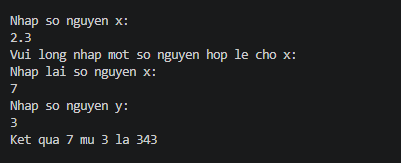 Nhap so nguyen x:
2.3
Vui long nhap mot so nguyen hop le cho x:
Nhap lai so nguyen x:
7
Nhap so nguyen y:
3
Ket qua 7 mu 3 la 343